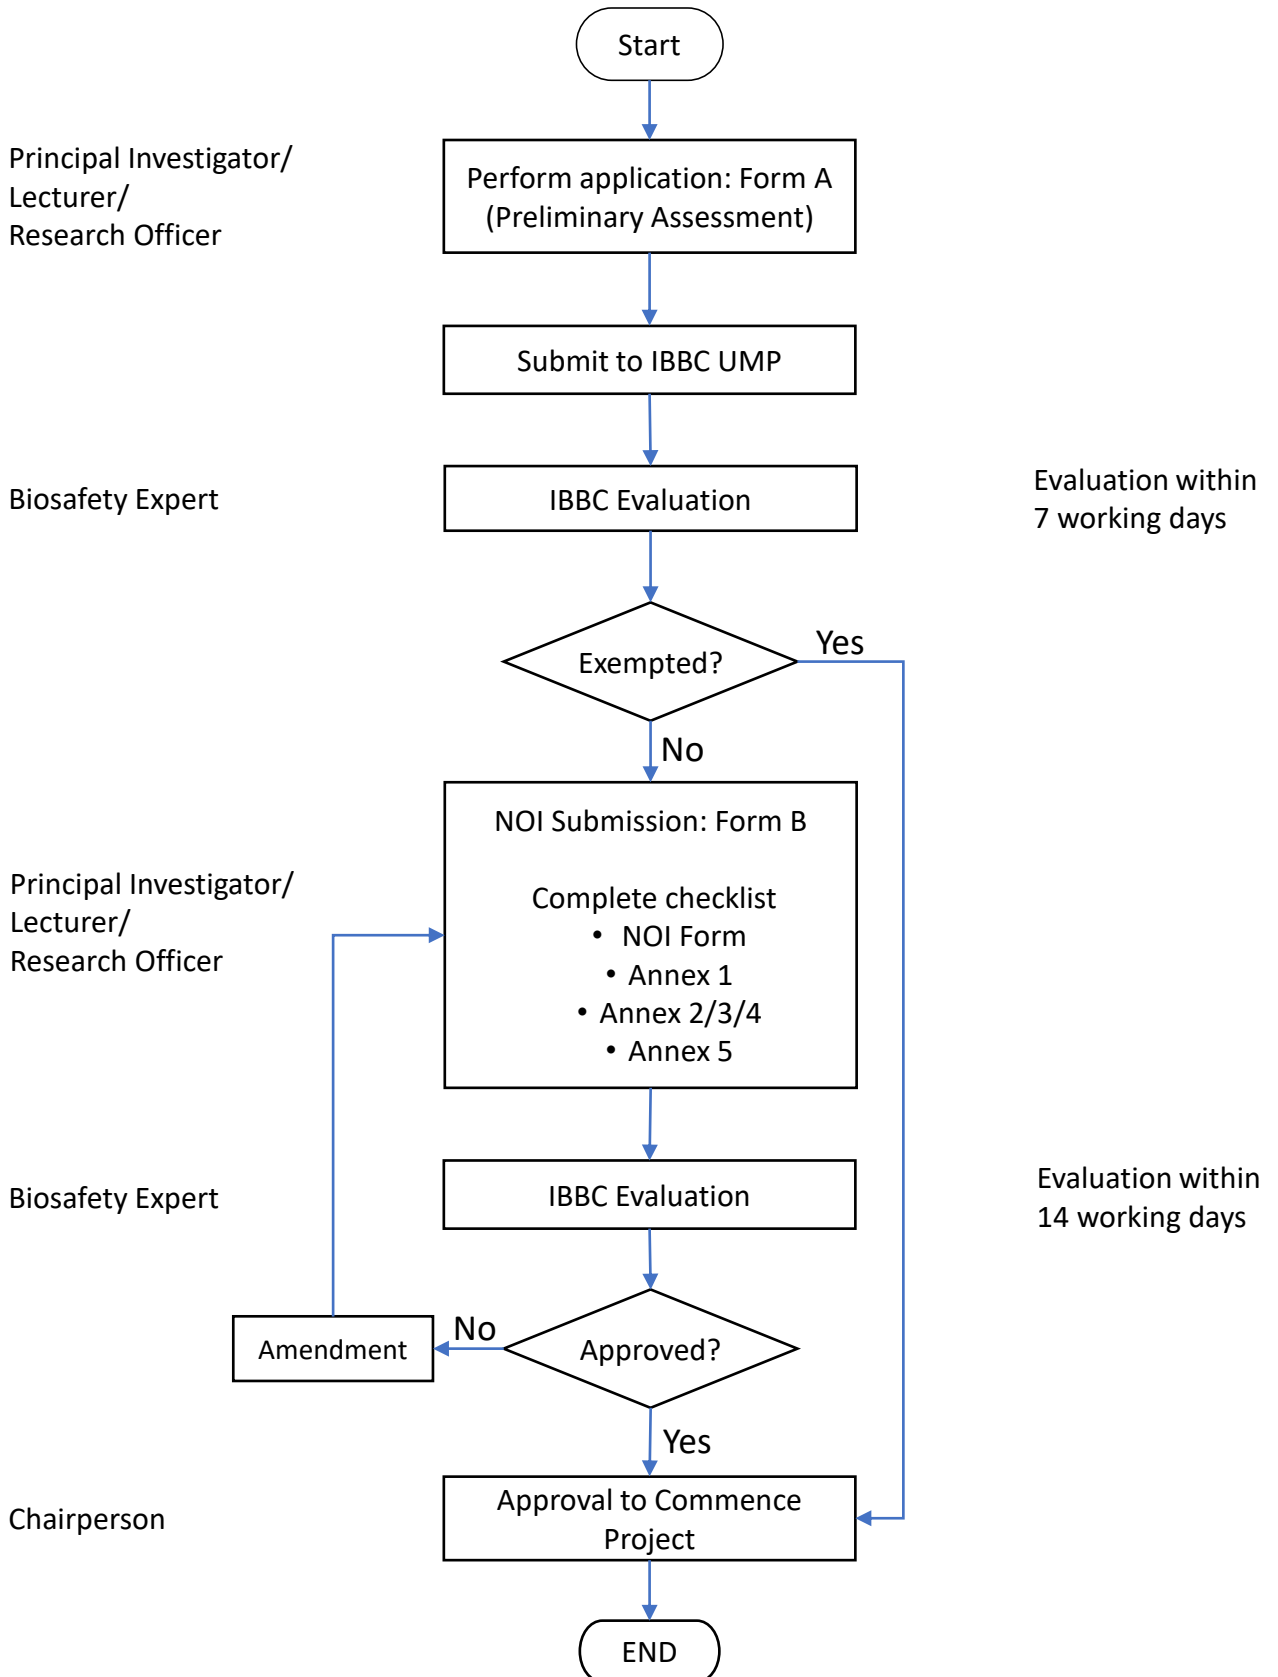 Start
Principal Investigator/
Lecturer/
Research Officer
Perform application: Form A
(Preliminary Assessment)
Submit to IBBC UMP
Biosafety Expert
IBBC Evaluation
Evaluation within
7 working days
Exempted?
Yes
No
Principal Investigator/
Lecturer/
Research Officer
NOI Submission: Form B
Complete checklist
• NOI Form
• Annex 1
• Annex 2/3/4
• Annex 5
Biosafety Expert
IBBC Evaluation
Evaluation within
14 working days
Amendment
No
Approved?
Yes
Chairperson
Approval to Commence
Project
END